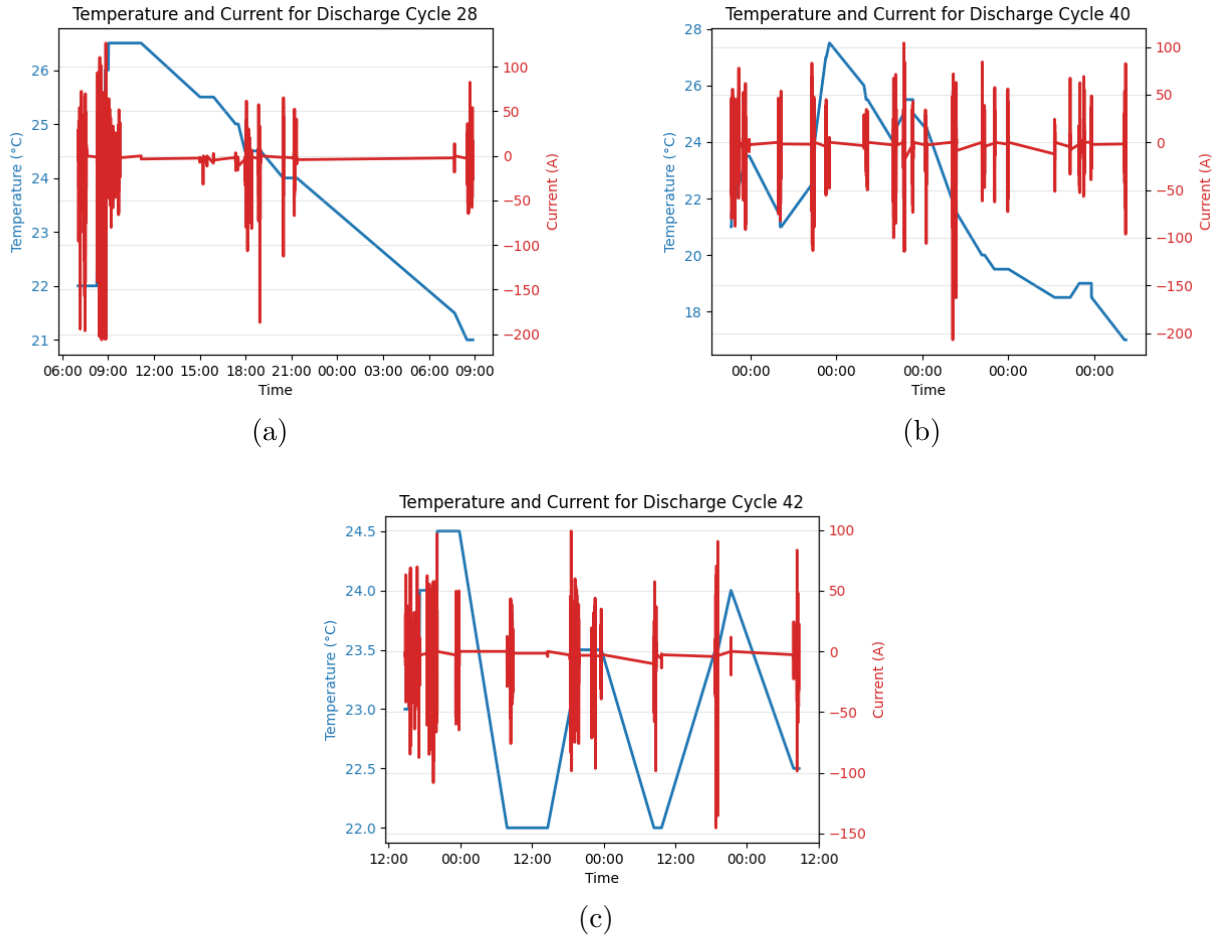 Temperature and Current for Discharge Cycle 28
26
25
24
23
22
21
Temperature (°C)
100
50
0
−50
−100
−150
−200
Current (A)
06:00 09:00 12:00 15:00 18:00 21:00 00:00 03:00 06:00 09:00
Time
(a)
Temperature and Current for Discharge Cycle 40
28
26
24
22
20
18
Temperature (°C)
100
50
0
−50
−100
−150
−200
Current (A)
00:00 00:00 00:00 00:00 00:00
Time
(b)
Temperature and Current for Discharge Cycle 42
24.5
24.0
23.5
23.0
22.5
22.0
Temperature (°C)
100
50
0
−50
−100
−150
Current (A)
12:00 00:00 12:00 00:00 12:00 00:00 12:00
Time
(c)